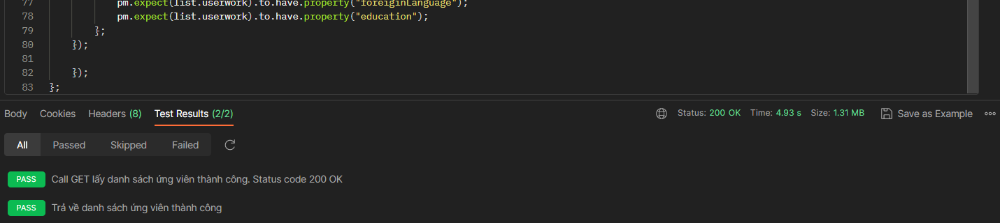 77 pm.expect(list.userwork).to.have.property("foreiginLanguage");
78 pm.expect(list.userwork).to.have.property("education");
79 };
80 });
81
82 });
83 };
Body Cookies Headers (8) Test Results (2/2) Status: 200 OK Time: 4.93 s Size: 1.31 MB Save as Example
All Passed Skipped Failed
PASS Call GET lấy danh sách ứng viên thành công. Status code 200 OK
PASS Trả về danh sách ứng viên thành công